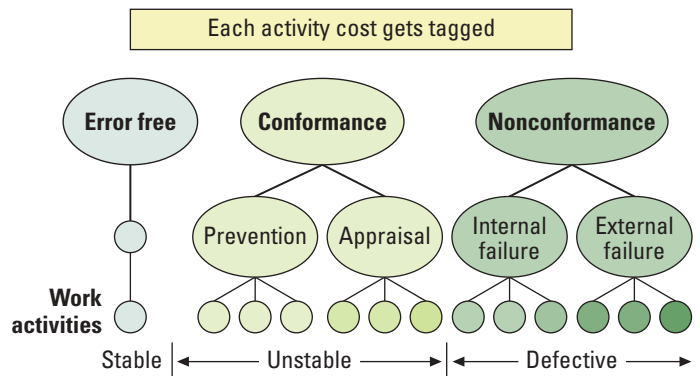 Each activity cost gets tagged
Error free
Conformance
Nonconformance
Prevention
Appraisal
Internal
failure
External
failure
Work
activities
Stable
Unstable
Defective